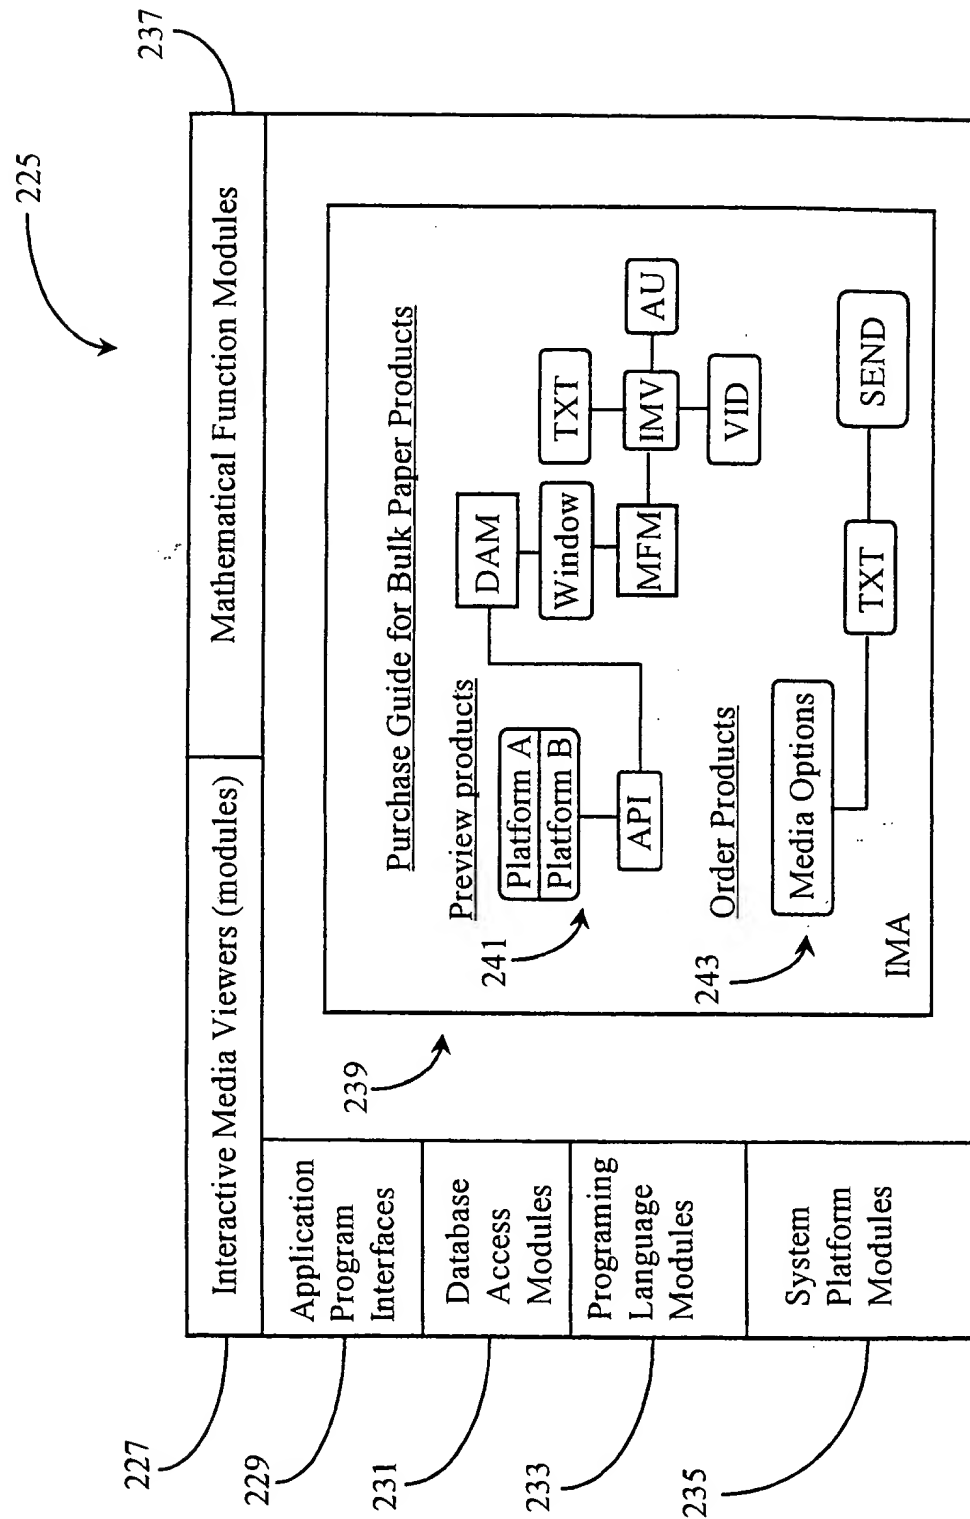 225
237
Interactive Media Viewers (modules)
Mathematical Function Modules
227
Application
Program
Interfaces
229
Database
Access
Modules
231
Programing
Language
Modules
233
System
Platform
Modules
235
239
Purchase Guide for Bulk Paper Products
Preview products
Platform A
Platform B
241
API
DAM
Window
MFM
TXT
IMV
AU
VID
Order Products
Media Options
243
TXT
SEND
IMA